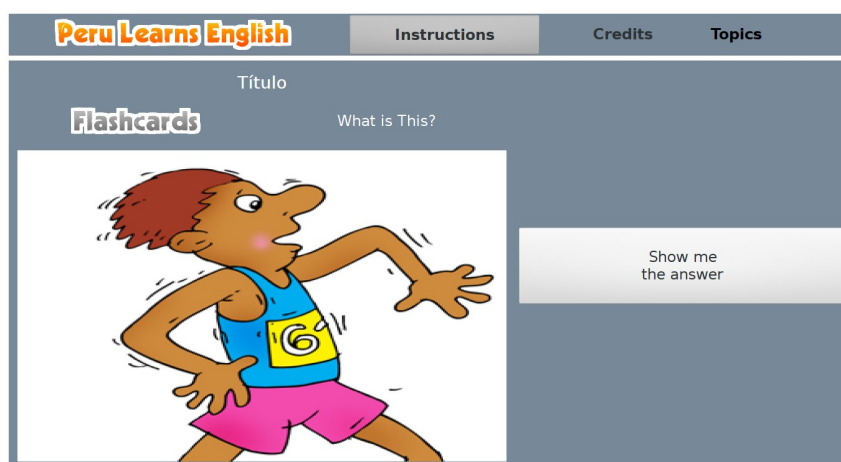 Peru Learns English
Instructions
Credits
Topics
Título
Flashcards
What is This?
6
Show me
the answer